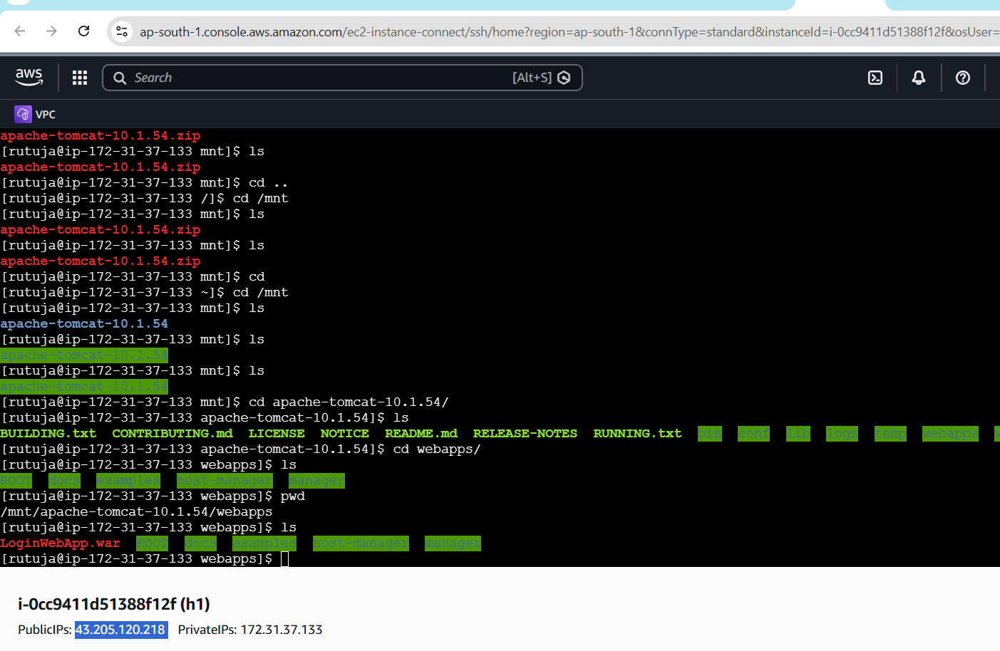 ap-south-1.console.aws.amazon.com/ec2-instance-connect/ssh/home?region=ap-south-1&connType=standard&instanceId=i-0cc9411d51388f12f&osUser=
aws
Search [Alt+S]
VPC
apache-tomcat-10.1.54.zip
[rutuja@ip-172-31-37-133 mnt]$ ls
apache-tomcat-10.1.54.zip
[rutuja@ip-172-31-37-133 mnt]$ cd ..
[rutuja@ip-172-31-37-133 /]$ cd /mnt
[rutuja@ip-172-31-37-133 mnt]$ ls
apache-tomcat-10.1.54.zip
[rutuja@ip-172-31-37-133 mnt]$ ls
apache-tomcat-10.1.54.zip
[rutuja@ip-172-31-37-133 mnt]$ cd
[rutuja@ip-172-31-37-133 ~]$ cd /mnt
[rutuja@ip-172-31-37-133 mnt]$ ls
apache-tomcat-10.1.54
[rutuja@ip-172-31-37-133 mnt]$ ls
apache-tomcat-10.1.54
[rutuja@ip-172-31-37-133 mnt]$ ls
apache-tomcat-10.1.54
[rutuja@ip-172-31-37-133 mnt]$ cd apache-tomcat-10.1.54/
[rutuja@ip-172-31-37-133 apache-tomcat-10.1.54]$ ls
BUILDING.txt CONTRIBUTING.md LICENSE NOTICE README.md RELEASE-NOTES RUNNING.txt bin conf lib logs temp webapps
[rutuja@ip-172-31-37-133 apache-tomcat-10.1.54]$ cd webapps/
[rutuja@ip-172-31-37-133 webapps]$ ls
ROOT docs examples host-manager manager
[rutuja@ip-172-31-37-133 webapps]$ pwd
/mnt/apache-tomcat-10.1.54/webapps
[rutuja@ip-172-31-37-133 webapps]$ ls
LoginWebApp.war ROOT docs examples host-manager manager
[rutuja@ip-172-31-37-133 webapps]$
i-0cc9411d51388f12f (h1)
PublicIPs: 43.205.120.218 PrivateIPs: 172.31.37.133